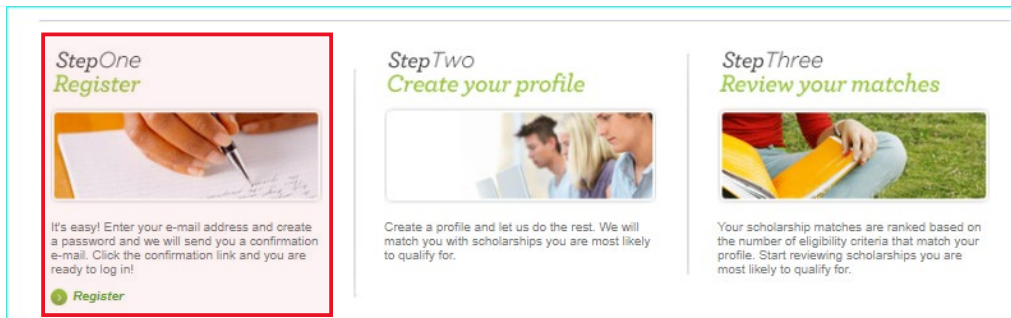 StepOne
Register
It's easy! Enter your e-mail address and create
a password and we will send you a confirmation
e-mail. Click the confirmation link and you are
ready to log in!
Register
StepTwo
Create your profile
Create a profile and let us do the rest. We will
match you with scholarships you are most likely
to qualify for.
StepThree
Review your matches
Your scholarship matches are ranked based on
the number of eligibility criteria that match your
profile. Start reviewing scholarships you are
most likely to qualify for.